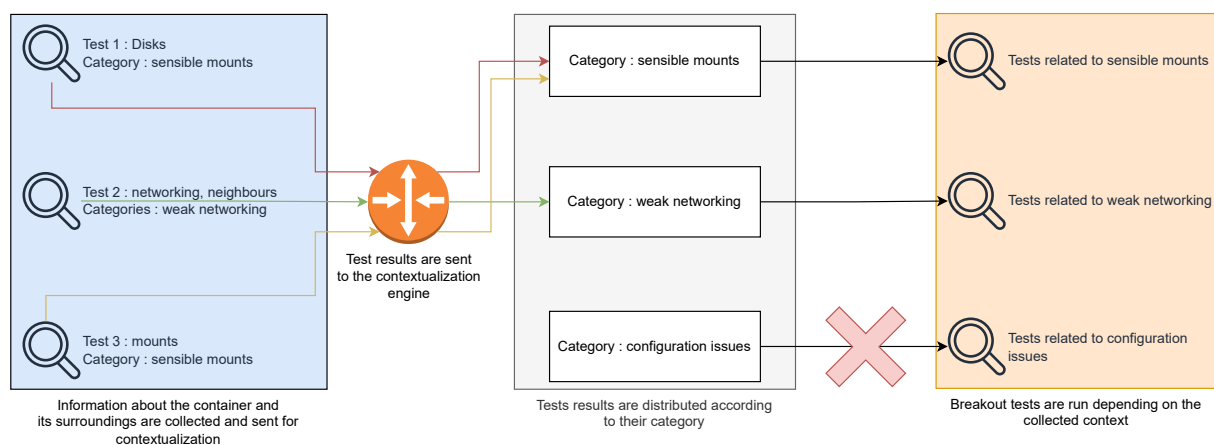 Test 1 : Disks
Category : sensible mounts
Test 2 : networking, neighbours
Categories : weak networking
Test 3 : mounts
Category : sensible mounts
Information about the container and
its surroundings are collected and sent for
contextualization
Test results are sent
to the contextualization
engine
Category : sensible mounts
Category : weak networking
Category : configuration issues
Tests results are distributed according
to their category
Tests related to sensible mounts
Tests related to weak networking
Tests related to configuration
issues
Breakout tests are run depending on the
collected context